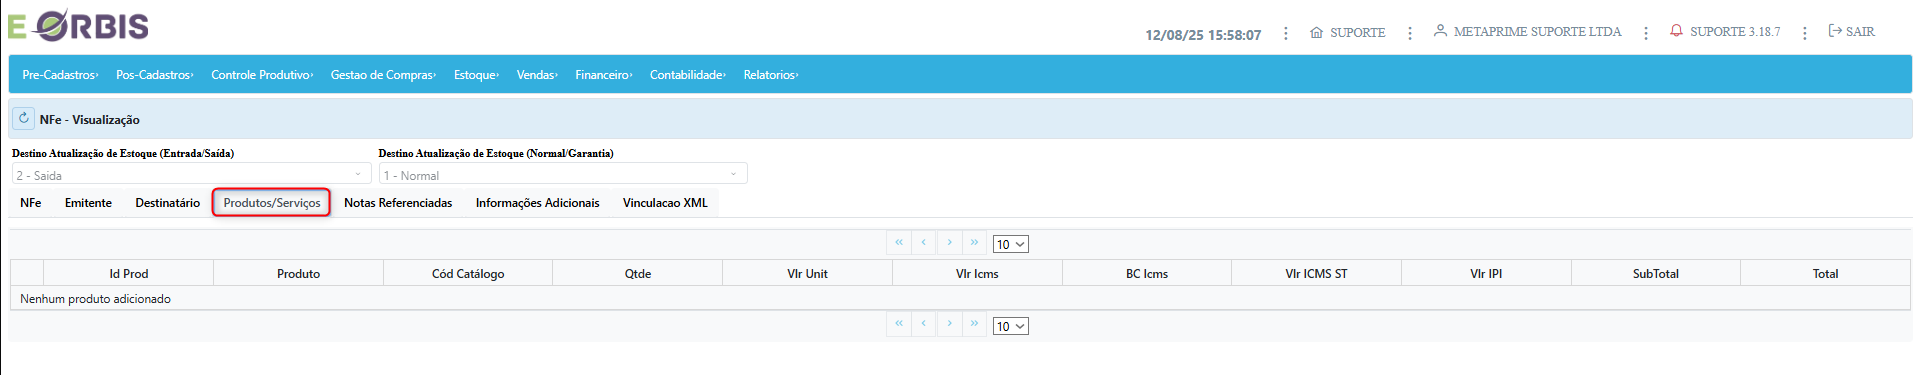 E ORBIS
12/08/25 15:58:07 ⋮ SUPORTE ⋮ METAPRIME SUPORTE LTDA ⋮ SUPORTE 3.18.7 ⋮ SAIR
Pre-Cadastros› Pos-Cadastros› Controle Produtivo› Gestao de Compras› Estoque› Vendas› Financeiro› Contabilidade› Relatorios›
NFe - Visualização
Destino Atualização de Estoque (Entrada/Saída) Destino Atualização de Estoque (Normal/Garantia)
2 - Saida 1 - Normal
NFe Emitente Destinatário Produtos/Serviços Notas Referenciadas Informações Adicionais Vinculacao XML
« ‹ › » 10
Id Prod Produto Cód Catálogo Qtde Vlr Unit Vlr Icms BC Icms Vlr ICMS ST Vlr IPI SubTotal Total
Nenhum produto adicionado
« ‹ › » 10